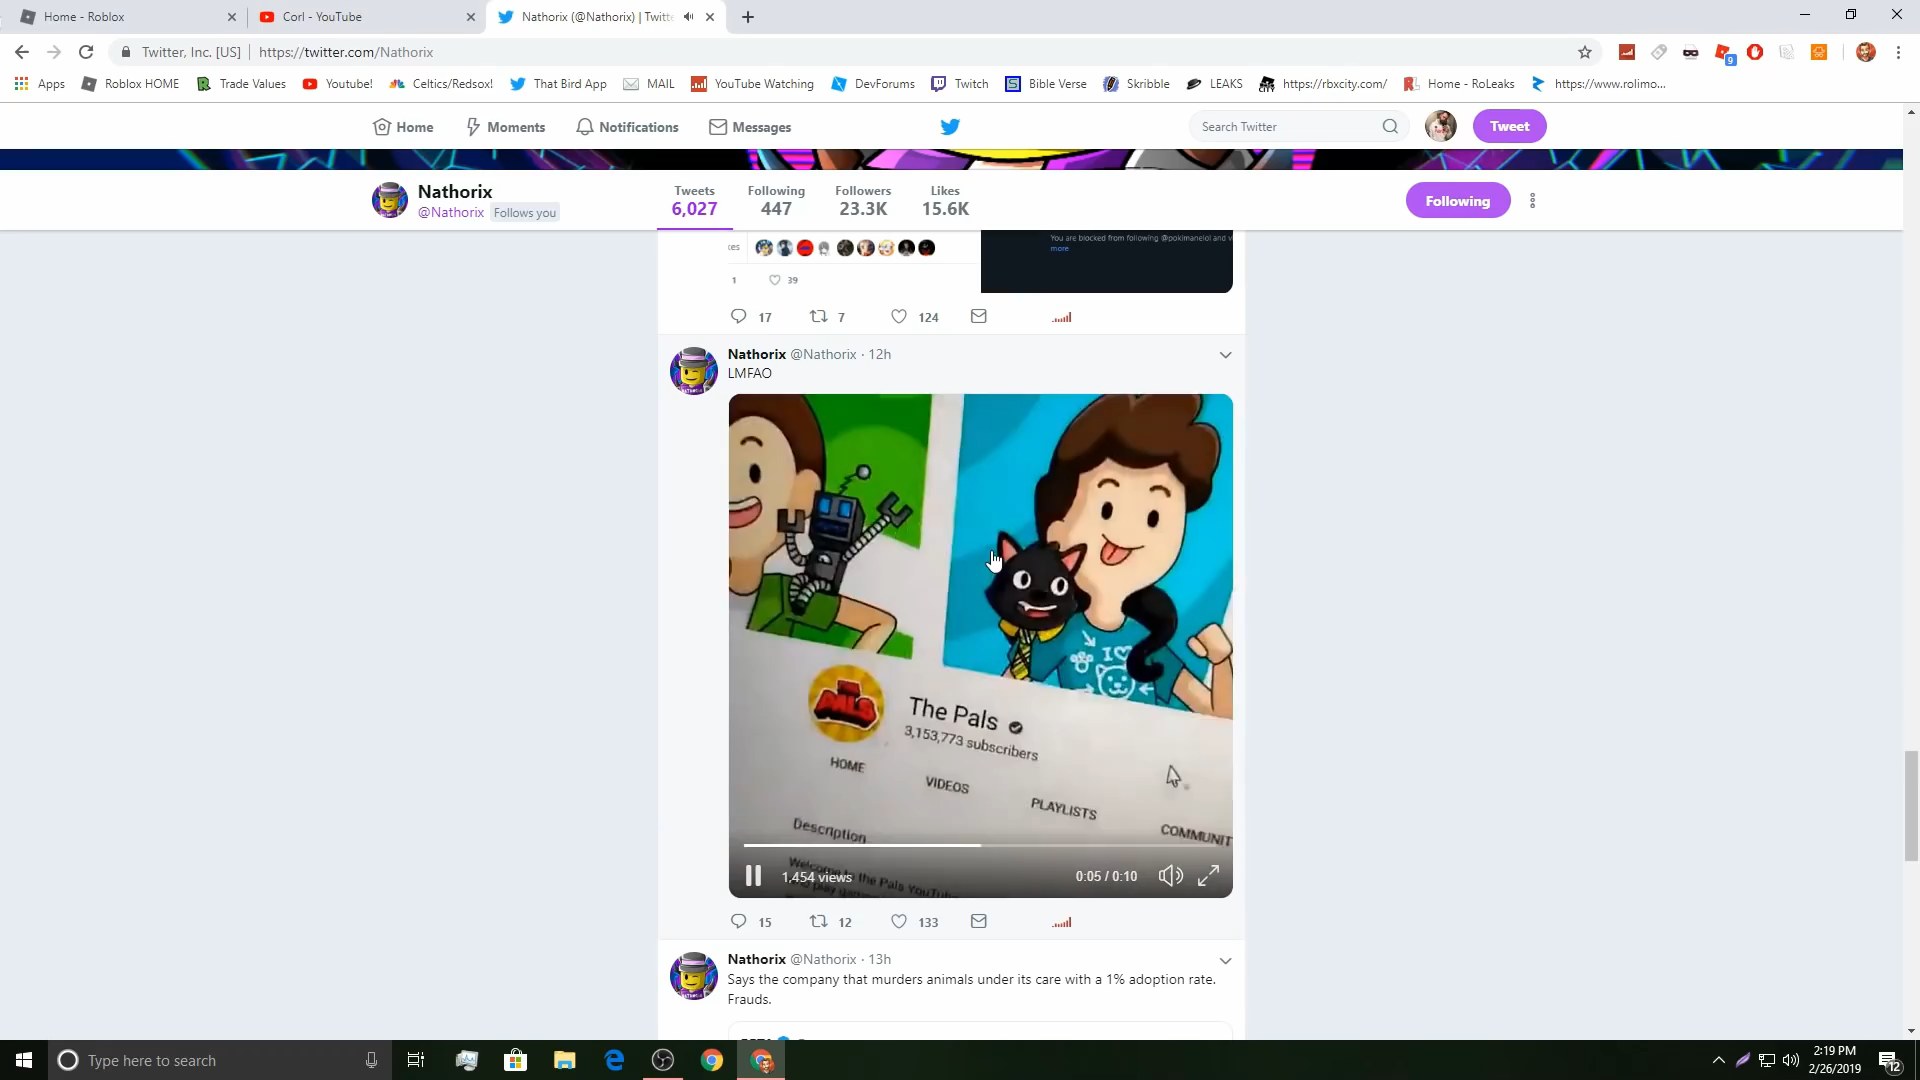 Home - Roblox
Corl - YouTube
Nathorix (@Nathorix) | Twitte
Twitter, Inc. [US] https://twitter.com/Nathorix
9
Apps Roblox HOME Trade Values Youtube! Celtics/Redsox! That Bird App MAIL YouTube Watching DevForums Twitch Bible Verse Skribble LEAKS https://rbxcity.com/ Home - RoLeaks https://www.rolimo...
Home Moments Notifications Messages Search Twitter Tweet
Nathorix
@Nathorix Follows you
Tweets Following Followers Likes
6,027 447 23.3K 15.6K
Following
You are blocked from following @pokimanelol and
more
1 39
17 7 124
Nathorix @Nathorix · 12h
LMFAO
I
THE PALS
The Pals
3,153,773 subscribers
HOME VIDEOS PLAYLISTS COMMUNIT
Description
Welcome to the Pals YouTu
1,454 views 0:05 / 0:10
15 12 133
Nathorix @Nathorix · 13h
Says the company that murders animals under its care with a 1% adoption rate.
Frauds.
Type here to search
2:19 PM
2/26/2019
12